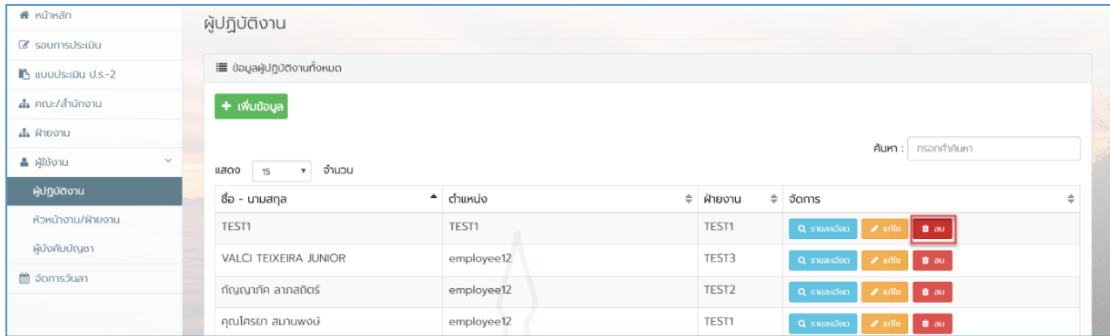 หน้าหลัก
รอบการประเมิน
แบบประเมิน ป.ร.-2
คณะ/สำนักงาน
ฝ่ายงาน
ผู้ใช้งาน
ผู้ปฏิบัติงาน
หัวหน้างาน/ฝ่ายงาน
ผู้บังคับบัญชา
จัดการวันลา
ผู้ปฏิบัติงาน
ข้อมูลผู้ปฏิบัติงานทั้งหมด
+ เพิ่มข้อมูล
ค้นหา : กรอกคำค้นหา
แสดง 15 จำนวน
ชื่อ - นามสกุล ตำแหน่ง ฝ่ายงาน จัดการ
TEST1 TEST1 TEST1 รายละเอียด แก้ไข ลบ
VALCI TEIXEIRA JUNIOR employee12 TEST3 รายละเอียด แก้ไข ลบ
กัญญาภัค ลาภสถิตร์ employee12 TEST2 รายละเอียด แก้ไข ลบ
คุณโศรยา สมานพงษ์ employee12 TEST1 รายละเอียด แก้ไข ลบ